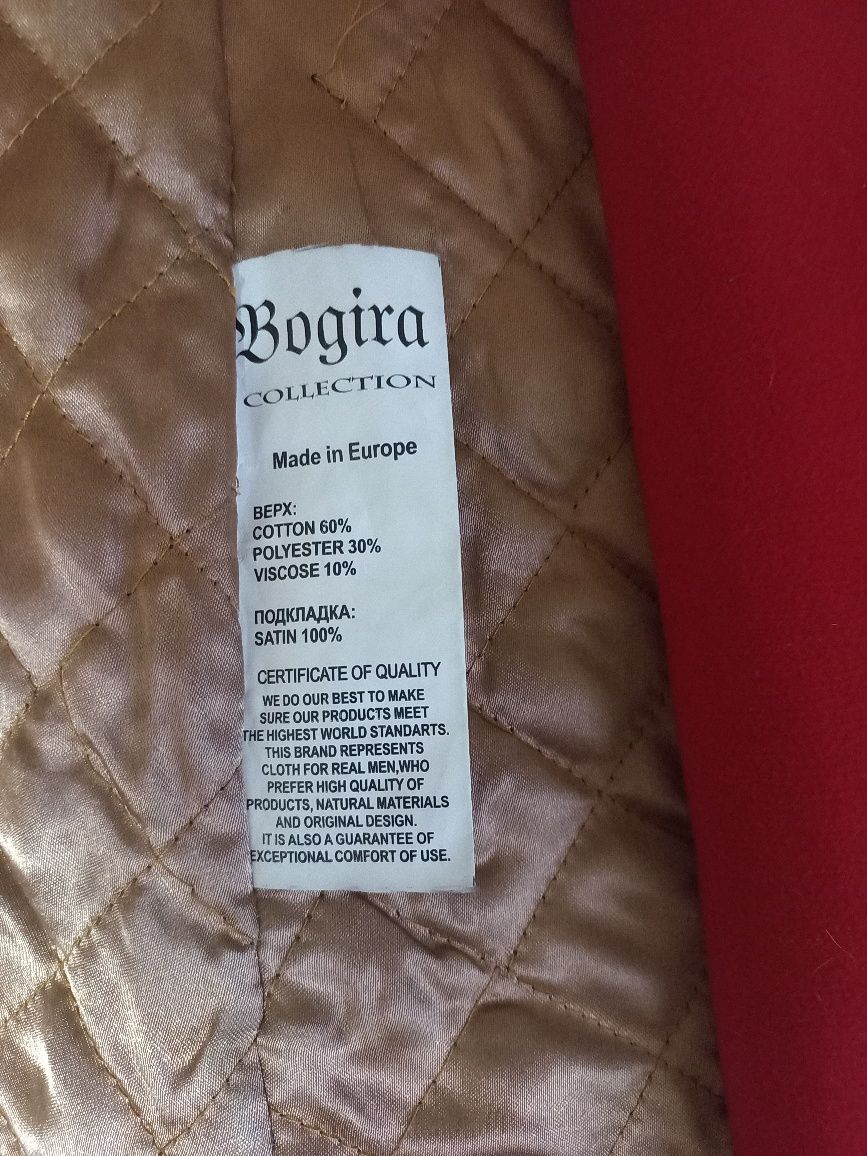 Bogira
COLLECTION
Made in Europe
ВЕРХ:
COTTON 60%
POLYESTER 30%
VISCOSE 10%
ПОДКЛАДКА:
SATIN 100%
CERTIFICATE OF QUALITY
WE DO OUR BEST TO MAKE
SURE OUR PRODUCTS MEET
THE HIGHEST WORLD STANDARTS.
THIS BRAND REPRESENTS
CLOTH FOR REAL MEN,WHO
PREFER HIGH QUALITY OF
PRODUCTS, NATURAL MATERIALS
AND ORIGINAL DESIGN.
IT IS ALSO A GUARANTEE OF
EXCEPTIONAL COMFORT OF USE.